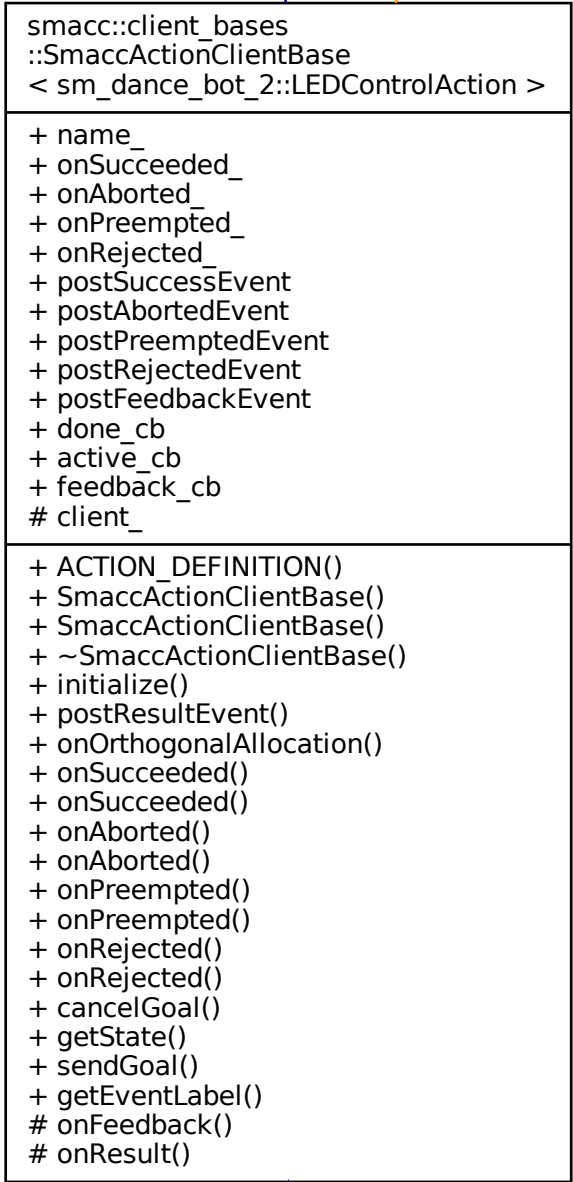 smacc::client_bases
::SmaccActionClientBase
< sm_dance_bot_2::LEDControlAction >
+ name_
+ onSucceeded_
+ onAborted_
+ onPreempted_
+ onRejected_
+ postSuccessEvent
+ postAbortedEvent
+ postPreemptedEvent
+ postRejectedEvent
+ postFeedbackEvent
+ done_cb
+ active_cb
+ feedback_cb
# client_
+ ACTION_DEFINITION()
+ SmaccActionClientBase()
+ SmaccActionClientBase()
+ ~SmaccActionClientBase()
+ initialize()
+ postResultEvent()
+ onOrthogonalAllocation()
+ onSucceeded()
+ onSucceeded()
+ onAborted()
+ onAborted()
+ onPreempted()
+ onPreempted()
+ onRejected()
+ onRejected()
+ cancelGoal()
+ getState()
+ sendGoal()
+ getEventLabel()
# onFeedback()
# onResult()